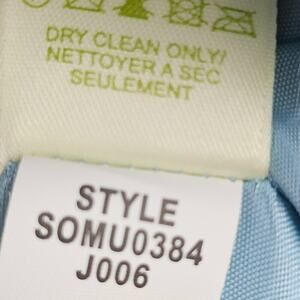 DRY CLEAN ONLY/
NETTOYER A SEC
SEULEMENT
STYLE
SOMU0384
J006